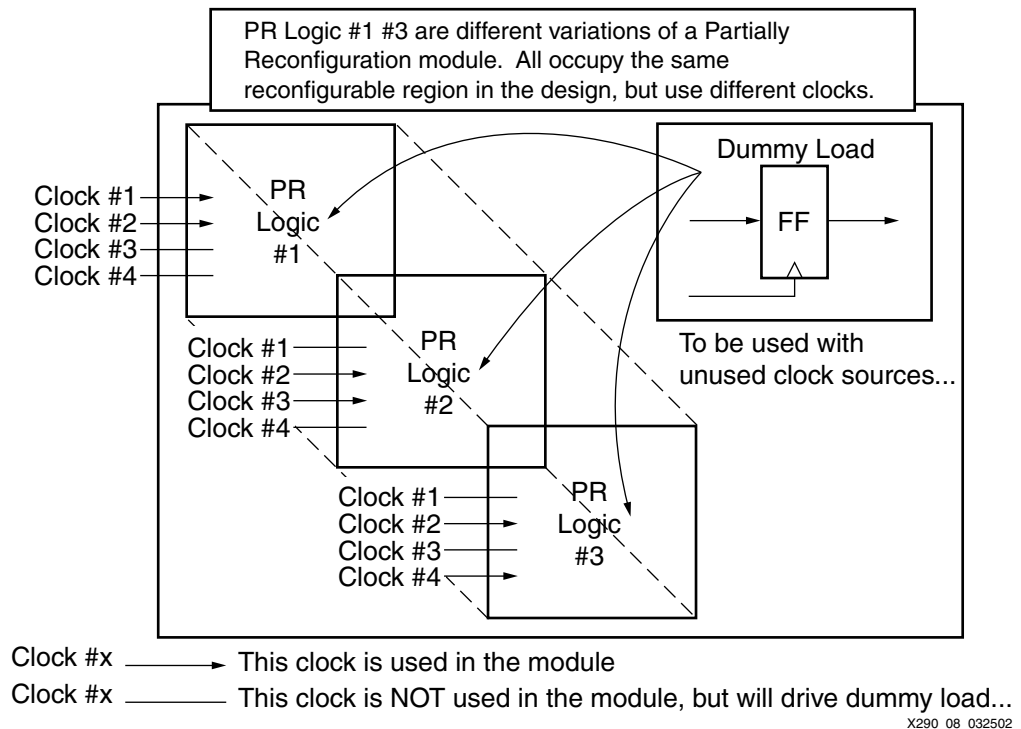 PR Logic #1 #3 are different variations of a Partially
Reconfiguration module.  All occupy the same
reconfigurable region in the design, but use different clocks.
Dummy Load
FF
To be used with
unused clock sources...
PR
Logic
#1
Clock #1
Clock #2
Clock #3
Clock #4
PR
Logic
#2
Clock #1
Clock #2
Clock #3
Clock #4
PR
Logic
#3
Clock #1
Clock #2
Clock #3
Clock #4
Clock #x This clock is used in the module
Clock #x This clock is NOT used in the module, but will drive dummy load...
X290_08_032502